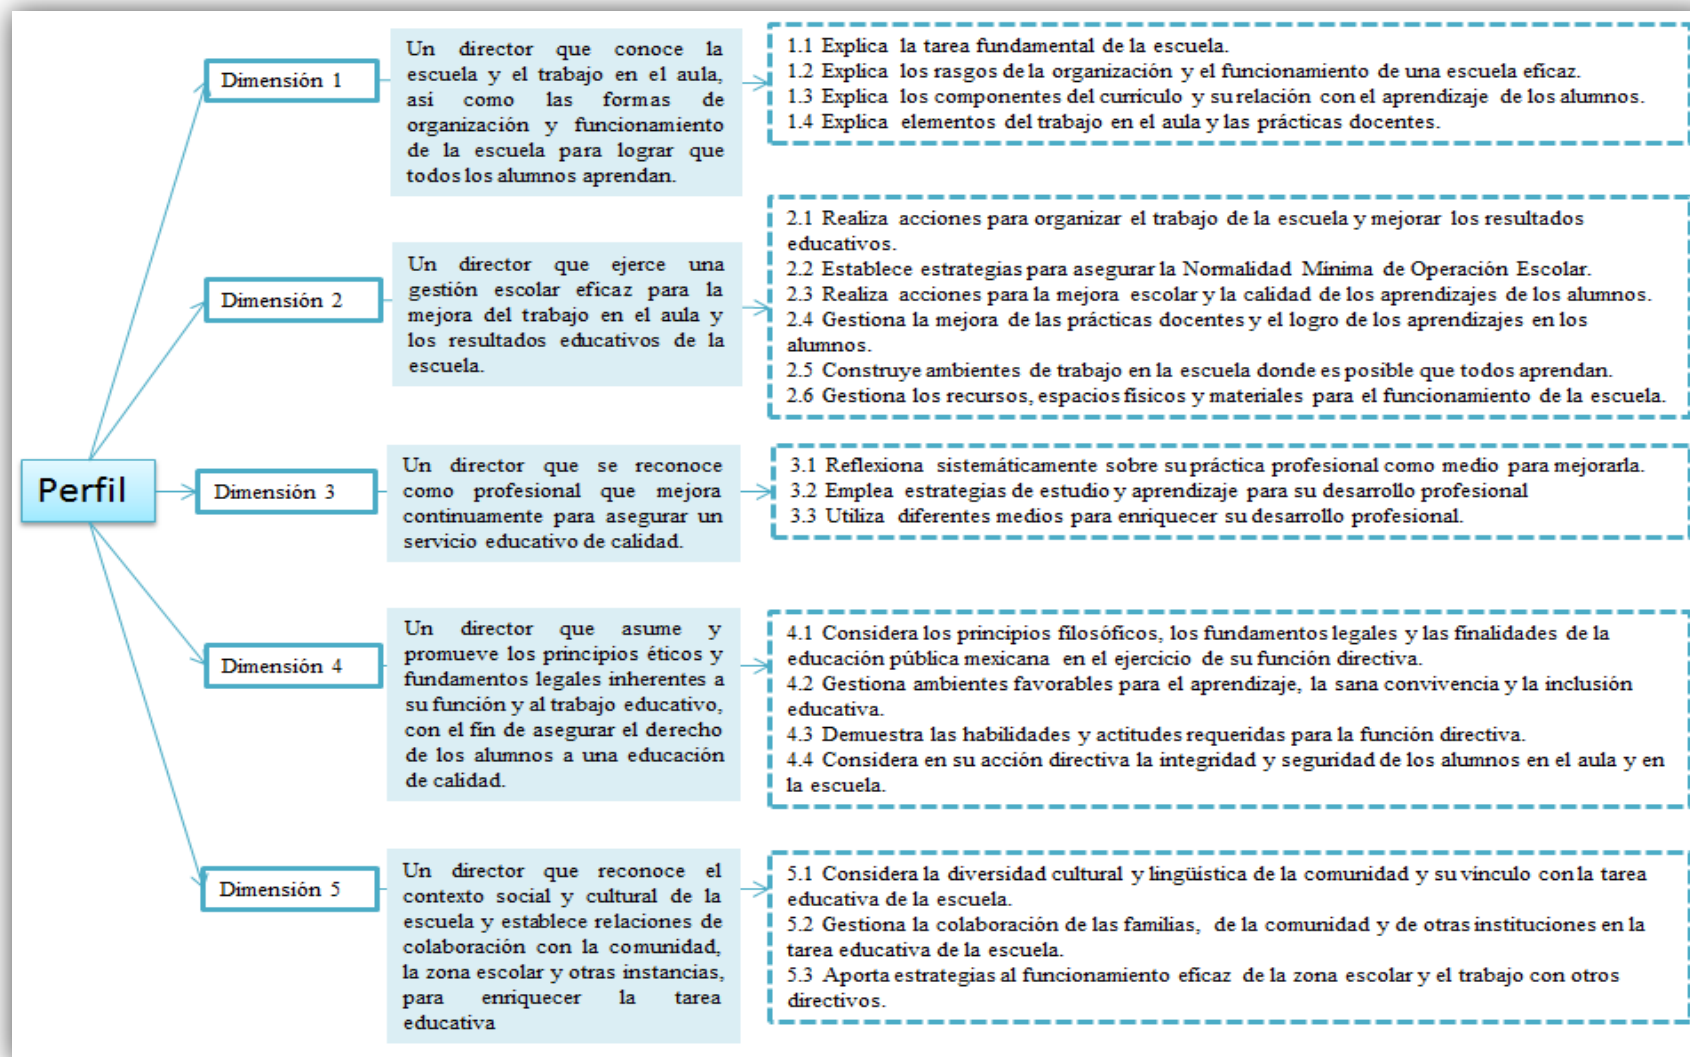 Perfil
Dimensión 1
Un director que conoce la
escuela y el trabajo en el aula,
así como las formas de
organización y funcionamiento
de la escuela para lograr que
todos los alumnos aprendan.
1.1 Explica la tarea fundamental de la escuela.
1.2 Explica los rasgos de la organización y el funcionamiento de una escuela eficaz.
1.3 Explica los componentes del currículo y su relación con el aprendizaje de los alumnos.
1.4 Explica elementos del trabajo en el aula y las prácticas docentes.
Dimensión 2
Un director que ejerce una
gestión escolar eficaz para la
mejora del trabajo en el aula y
los resultados educativos de la
escuela.
2.1 Realiza acciones para organizar el trabajo de la escuela y mejorar los resultados
educativos.
2.2 Establece estrategias para asegurar la Normalidad Mínima de Operación Escolar.
2.3 Realiza acciones para la mejora escolar y la calidad de los aprendizajes de los alumnos.
2.4 Gestiona la mejora de las prácticas docentes y el logro de los aprendizajes en los
alumnos.
2.5 Construye ambientes de trabajo en la escuela donde es posible que todos aprendan.
2.6 Gestiona los recursos, espacios físicos y materiales para el funcionamiento de la escuela.
Dimensión 3
Un director que se reconoce
como profesional que mejora
continuamente para asegurar un
servicio educativo de calidad.
3.1 Reflexiona sistemáticamente sobre su práctica profesional como medio para mejorarla.
3.2 Emplea estrategias de estudio y aprendizaje para su desarrollo profesional
3.3 Utiliza diferentes medios para enriquecer su desarrollo profesional.
Dimensión 4
Un director que asume y
promueve los principios éticos y
fundamentos legales inherentes a
su función y al trabajo educativo,
con el fin de asegurar el derecho
de los alumnos a una educación
de calidad.
4.1 Considera los principios filosóficos, los fundamentos legales y las finalidades de la
educación pública mexicana en el ejercicio de su función directiva.
4.2 Gestiona ambientes favorables para el aprendizaje, la sana convivencia y la inclusión
educativa.
4.3 Demuestra las habilidades y actitudes requeridas para la función directiva.
4.4 Considera en su acción directiva la integridad y seguridad de los alumnos en el aula y en
la escuela.
Dimensión 5
Un director que reconoce el
contexto social y cultural de la
escuela y establece relaciones de
colaboración con la comunidad,
la zona escolar y otras instancias,
para enriquecer la tarea
educativa
5.1 Considera la diversidad cultural y lingüística de la comunidad y su vínculo con la tarea
educativa de la escuela.
5.2 Gestiona la colaboración de las familias, de la comunidad y de otras instituciones en la
tarea educativa de la escuela.
5.3 Aporta estrategias al funcionamiento eficaz de la zona escolar y el trabajo con otros
directivos.